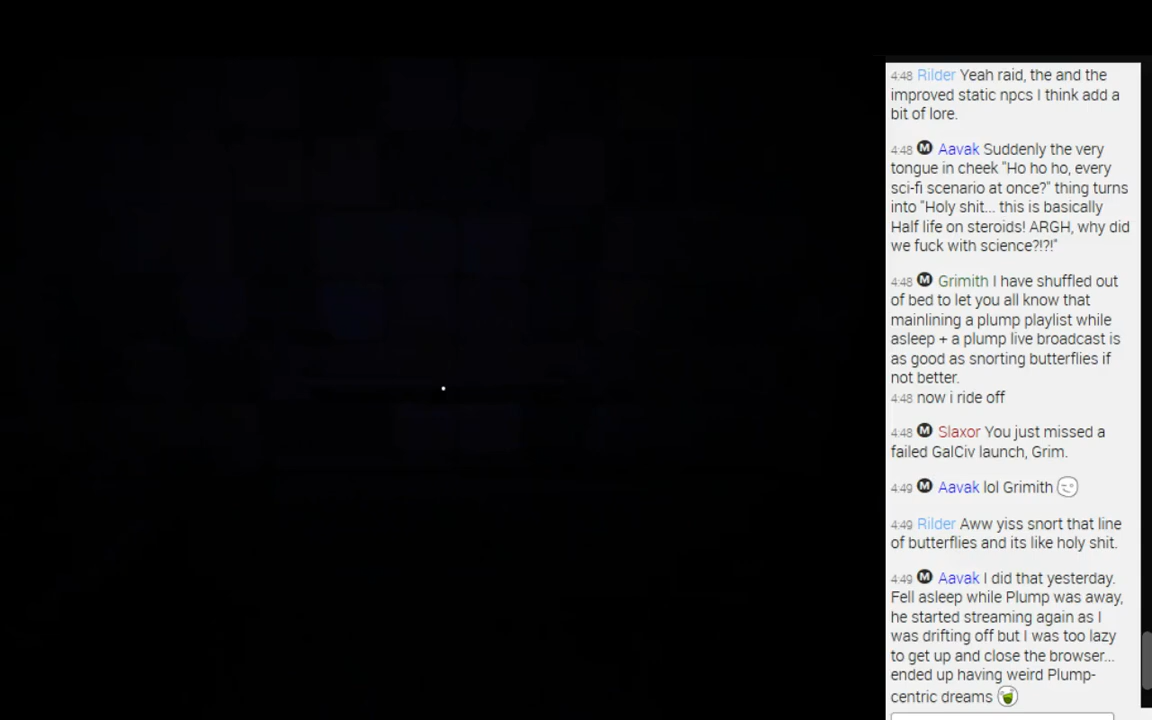 4:48 Rilder Yeah raid, the and the
improved static npcs I think add a
bit of lore.
4:48 M Aavak Suddenly the very
tongue in cheek "Ho ho ho, every
sci-fi scenario at once?" thing turns
into "Holy shit... this is basically
Half life on steroids! ARGH, why did
we fuck with science?!?!"
4:48 M Grimith I have shuffled out
of bed to let you all know that
mainlining a plump playlist while
asleep + a plump live broadcast is
as good as snorting butterflies if
not better.
4:48 now i ride off
4:48 M Slaxor You just missed a
failed GalCiv launch, Grim.
4:49 M Aavak lol Grimith
4:49 Rilder Aww yiss snort that line
of butterflies and its like holy shit.
4:49 M Aavak I did that yesterday.
Fell asleep while Plump was away,
he started streaming again as I
was drifting off but I was too lazy
to get up and close the browser...
ended up having weird Plump-
centric dreams